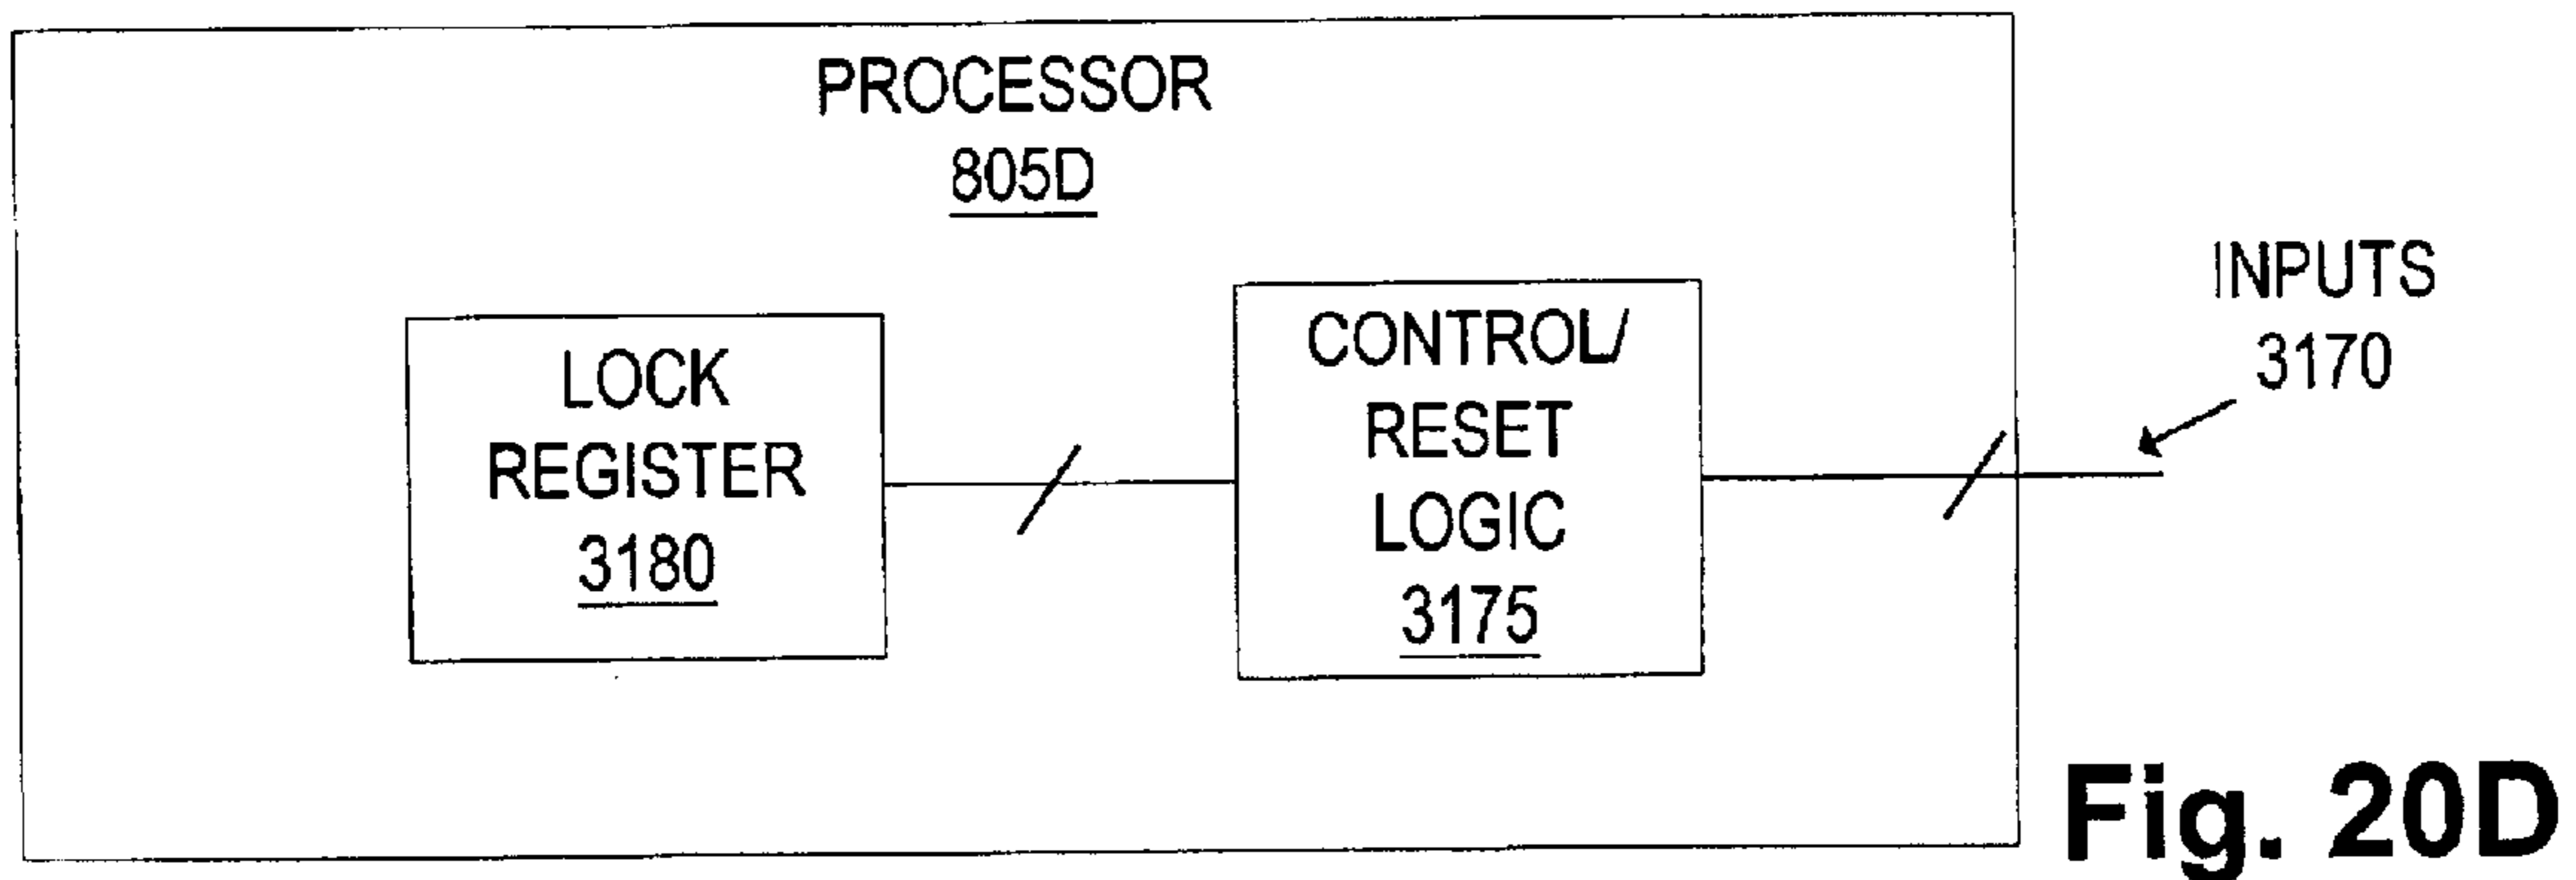 PROCESSOR
805D
LOCK
REGISTER
3180
CONTROL/
RESET
LOGIC
3175
INPUTS
3170
Fig. 20D